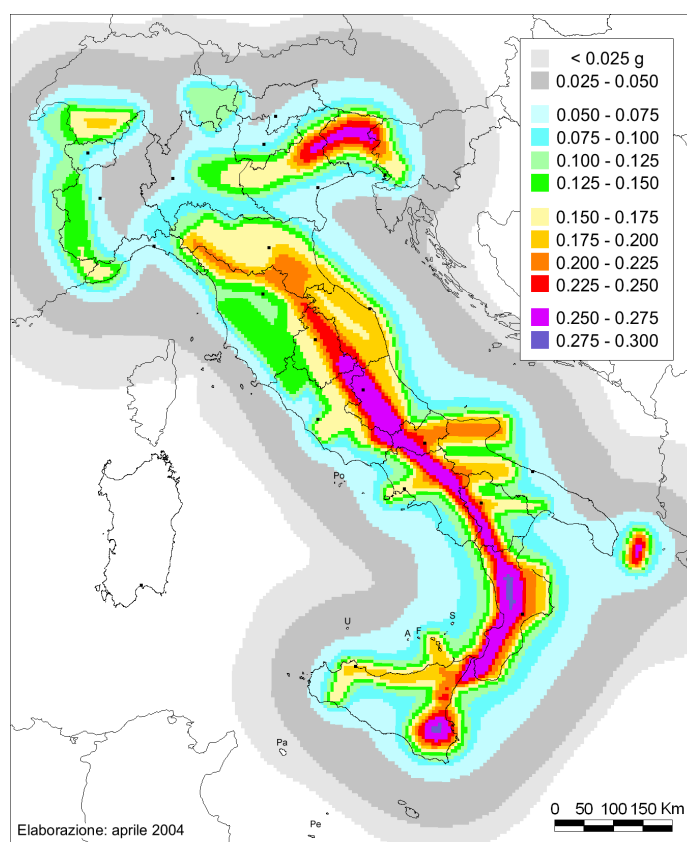 < 0.025 g
0.025 - 0.050
0.050 - 0.075
0.075 - 0.100
0.100 - 0.125
0.125 - 0.150
0.150 - 0.175
0.175 - 0.200
0.200 - 0.225
0.225 - 0.250
0.250 - 0.275
0.275 - 0.300
Po
U
A F S
Pa
Pe
0 50 100 150 Km
Elaborazione: aprile 2004